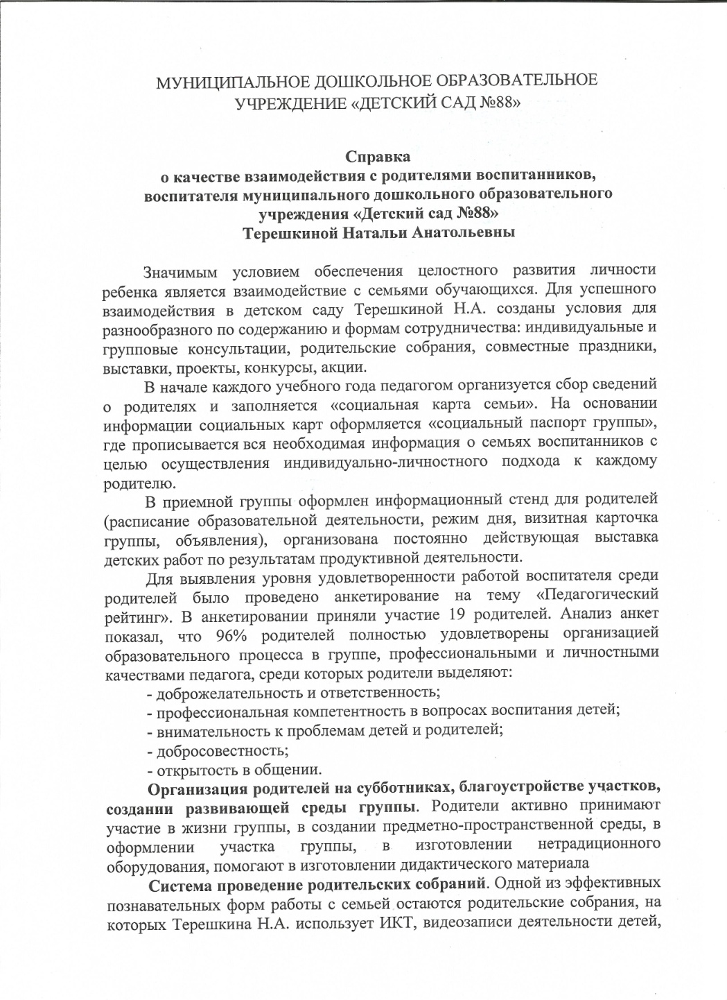 МУНИЦИПАЛЬНОЕ ДОШКОЛЬНОЕ ОБРАЗОВАТЕЛЬНОЕ
УЧРЕЖДЕНИЕ «ДЕТСКИЙ САД №88»
Справка
о качестве взаимодействия с родителями воспитанников,
воспитателя муниципального дошкольного образовательного
учреждения «Детский сад №88»
Терешкиной Натальи Анатольевны
Значимым условием обеспечения целостного развития личности
ребенка является взаимодействие с семьями обучающихся. Для успешного
взаимодействия в детском саду Терешкиной Н.А. созданы условия для
разнообразного по содержанию и формам сотрудничества: индивидуальные и
групповые консультации, родительские собрания, совместные праздники,
выставки, проекты, конкурсы, акции.
В начале каждого учебного года педагогом организуется сбор сведений
о родителях и заполняется «социальная карта семьи». На основании
информации социальных карт оформляется «социальный паспорт группы»,
где прописывается вся необходимая информация о семьях воспитанников с
целью осуществления индивидуально-личностного подхода к каждому
родителю.
В приемной группы оформлен информационный стенд для родителей
(расписание образовательной деятельности, режим дня, визитная карточка
группы, объявления), организована постоянно действующая выставка
детских работ по результатам продуктивной деятельности.
Для выявления уровня удовлетворенности работой воспитателя среди
родителей было проведено анкетирование на тему «Педагогический
рейтинг». В анкетировании приняли участие 19 родителей. Анализ анкет
показал, что 96% родителей полностью удовлетворены организацией
образовательного процесса в группе, профессиональными и личностными
качествами педагога, среди которых родители выделяют:
- доброжелательность и ответственность;
- профессиональная компетентность в вопросах воспитания детей;
- внимательность к проблемам детей и родителей;
- добросовестность;
- открытость в общении.
Организация родителей на субботниках, благоустройстве участков,
создании развивающей среды группы. Родители активно принимают
участие в жизни группы, в создании предметно-пространственной среды, в
оформлении участка группы, в изготовлении нетрадиционного
оборудования, помогают в изготовлении дидактического материала
Система проведение родительских собраний. Одной из эффективных
познавательных форм работы с семьей остаются родительские собрания, на
которых Терешкина Н.А. использует ИКТ, видеозаписи деятельности детей,